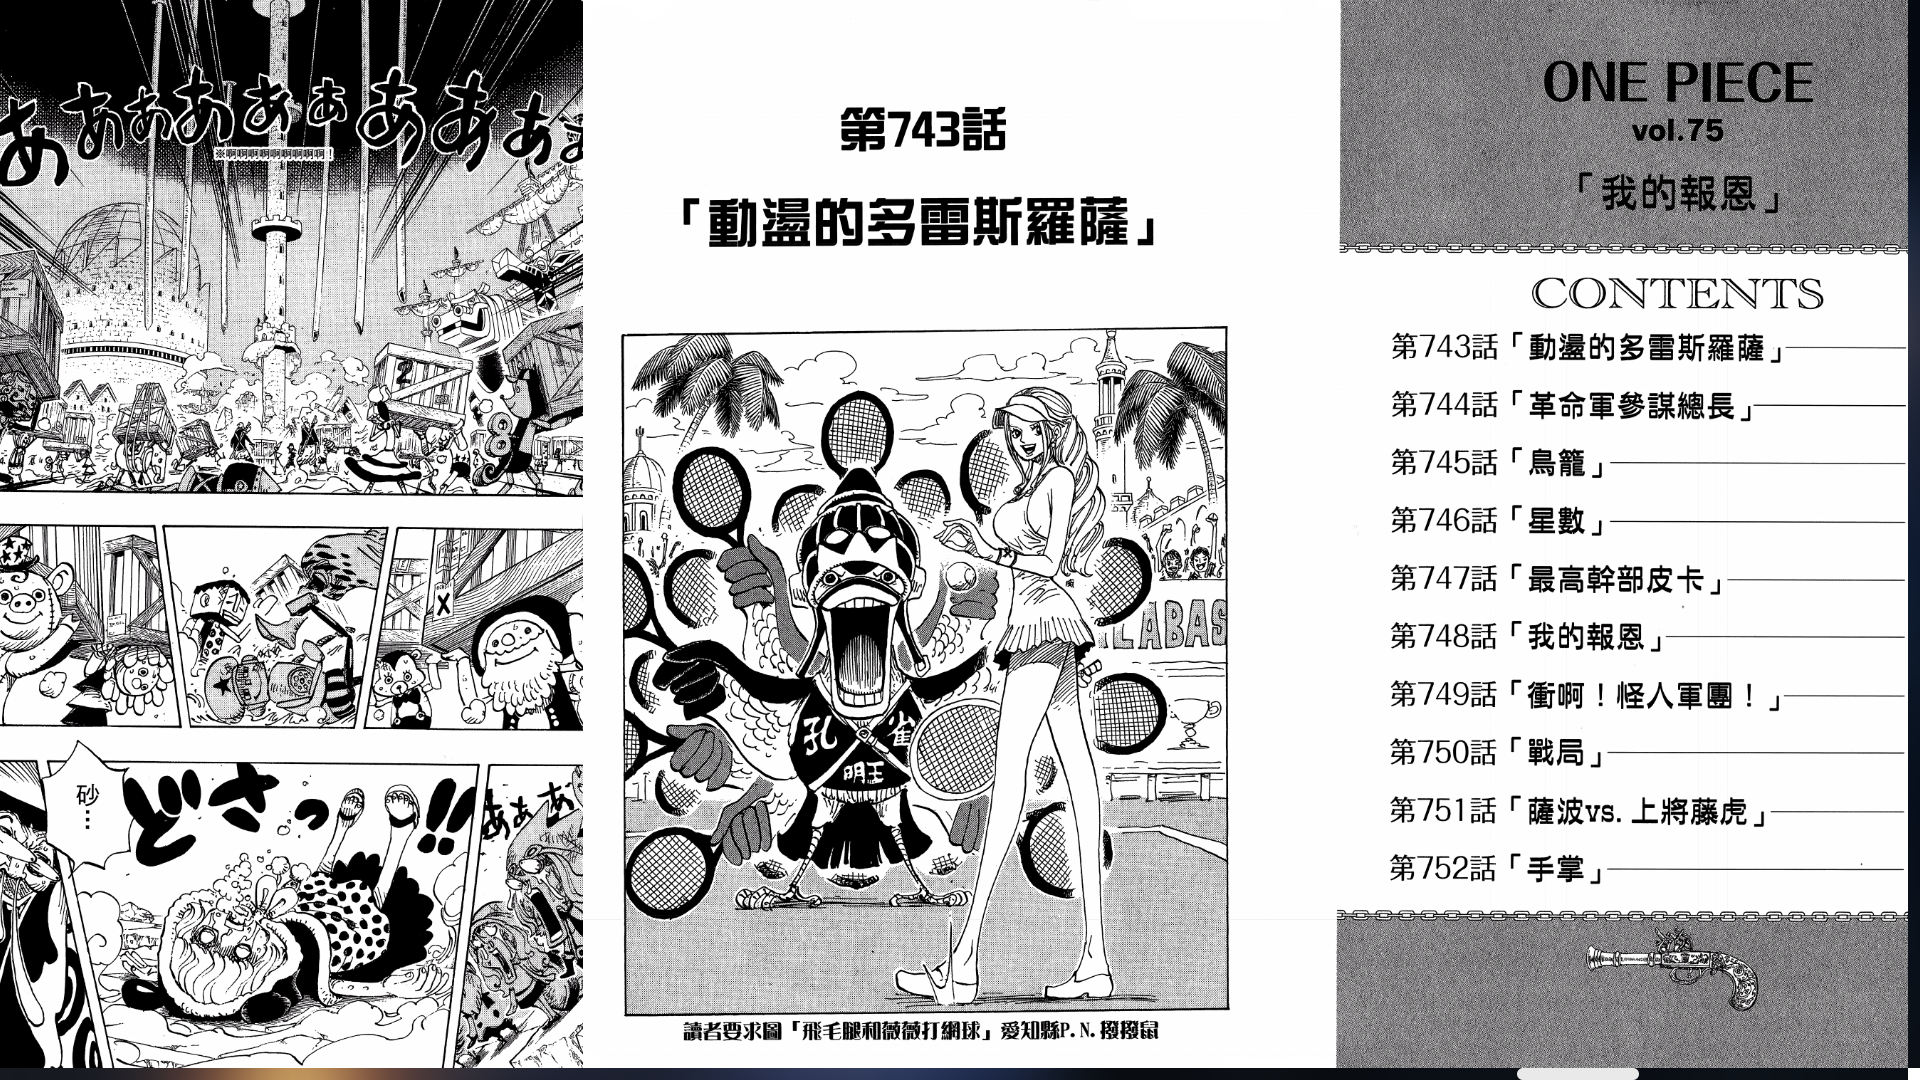 ONE PIECE
vol.75
「我的報恩」
CONTENTS
第743話「動盪的多雷斯羅薩」
第744話「革命軍參謀總長」
第745話「鳥籠」
第746話「星數」
第747話「最高幹部皮卡」
第748話「我的報恩」
第749話「衝啊!怪人軍團!」
第750話「戰局」
第751話「薩波vs.上將藤虎」
第752話「手掌」
第743話
「動盪的多雷斯羅薩」
LABAS
孔雀
明王
讀者要求圖「飛毛腿和薇薇打網球」愛知縣P.N.撥撥鼠
あああああああああ
※啊啊啊啊啊啊啊啊啊!
2
8
X
砂…
どさっ!!
あああ